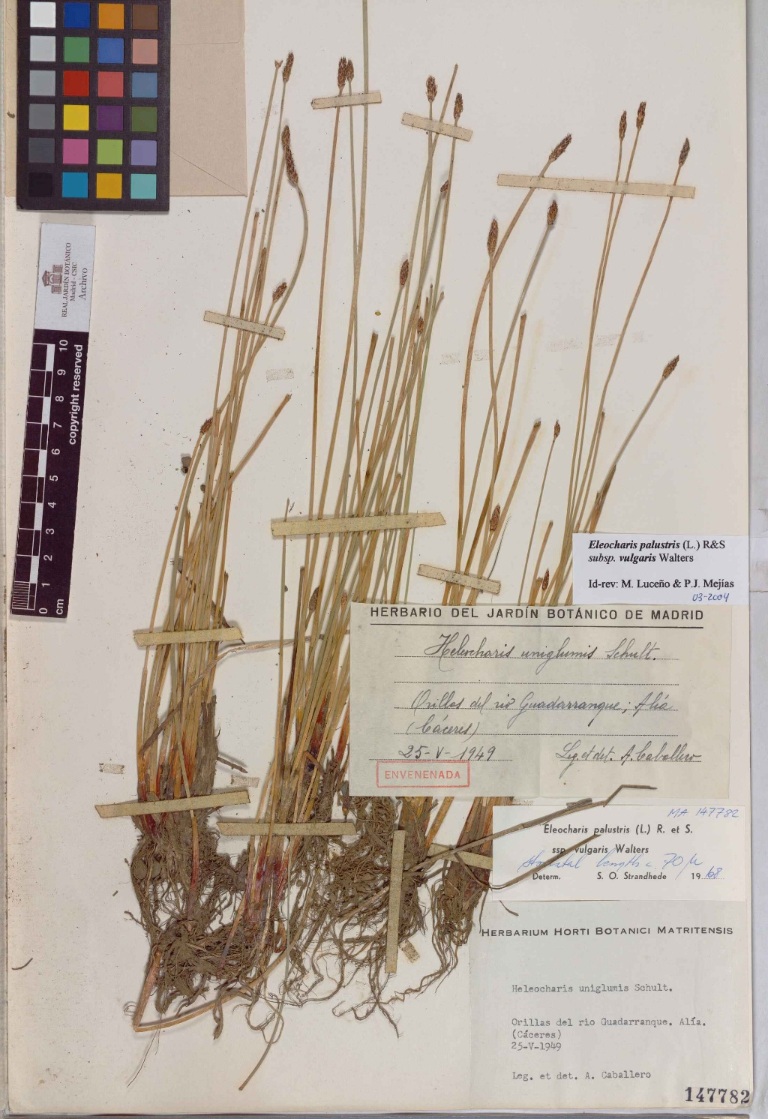 REAL JARDÍN BOTÁNICO
Madrid - CSIC
Archivo
copyright reserved
0 1 2 3 4 5 6 7 8 9 10
cm
Eleocharis palustris (L.) R&S
subsp. vulgaris Walters
Id-rev: M. Luceño & P.J. Mejías
03-2004
HERBARIO DEL JARDÍN BOTÁNICO DE MADRID
Heleocharis uniglumis Schult.
Orillas del rio Guadarranque; Alía
(Cáceres)
25-V-1949 Leg. et det. A. Caballero
ENVENENADA
MA 147782
Eleocharis palustris (L.) R. et S.
ssp. vulgaris Walters
length c 70 µ
Determ. S. O. Strandhede 19 68
HERBARIUM HORTI BOTANICI MATRITENSIS
Heleocharis uniglumis Schult.
Orillas del rio Guadarranque. Alía.
(Cáceres)
25-V-1949
Leg. et det. A. Caballero
147782